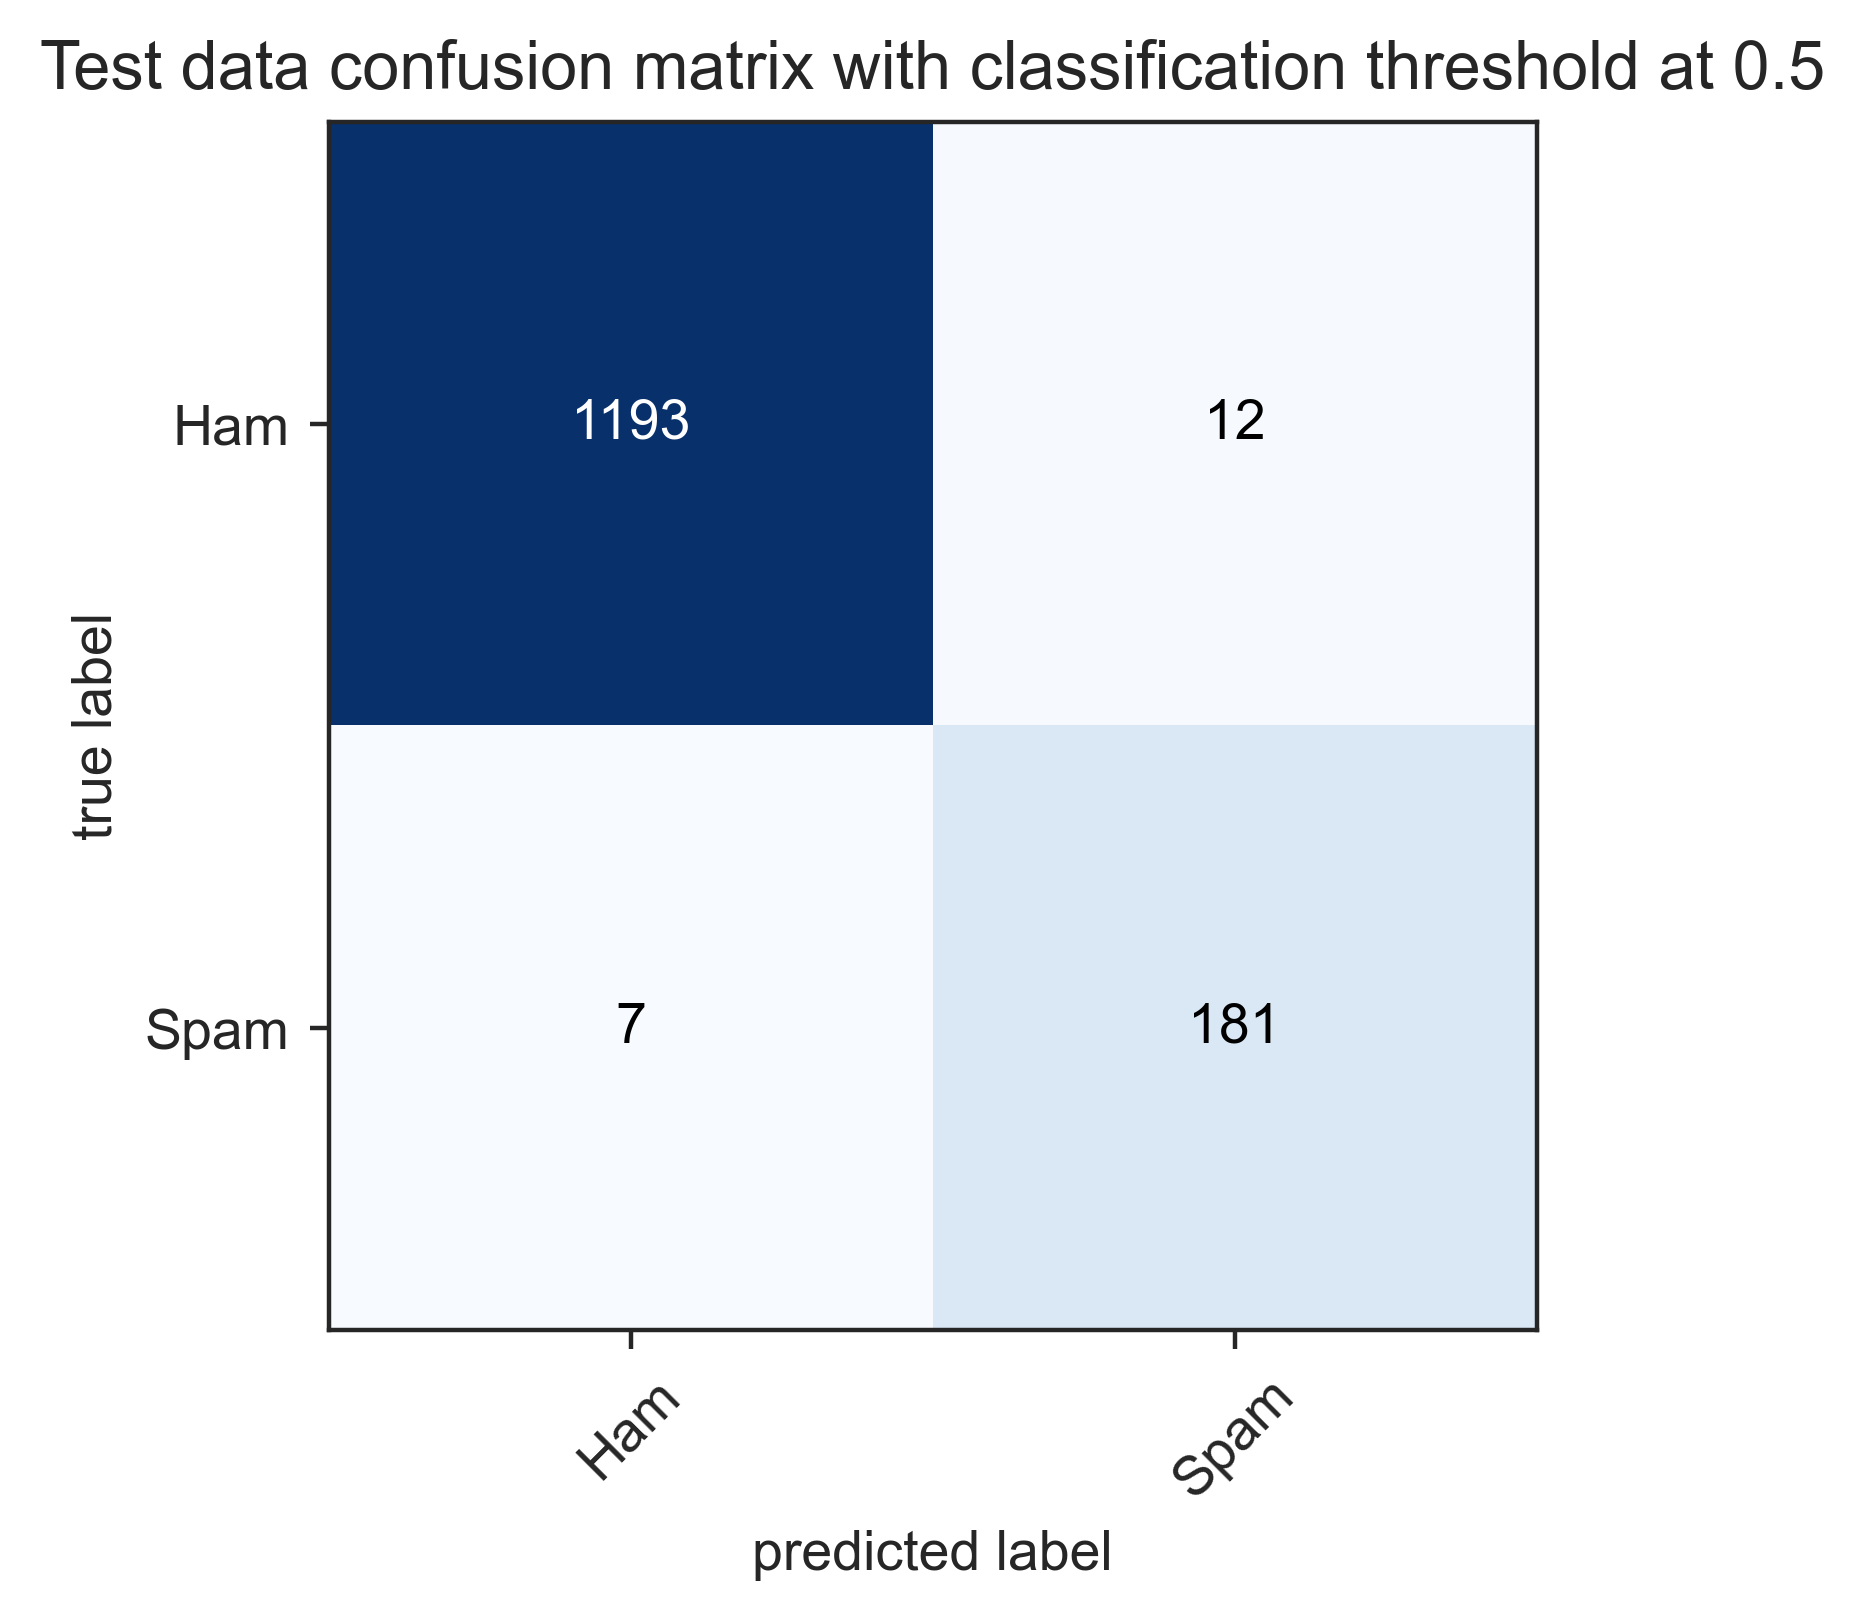 Test data confusion matrix with classification threshold at 0.5
true label
Ham
1193
12
Spam
7
181
Ham
Spam
predicted label